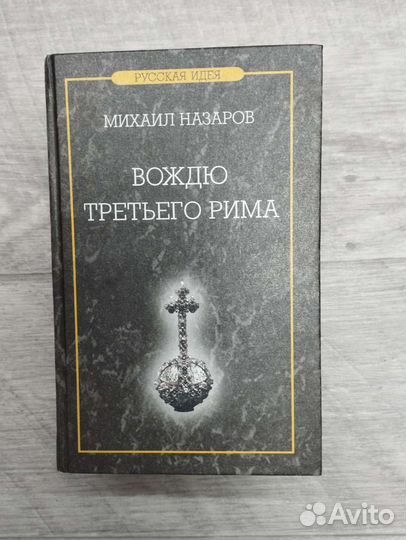 РУССКАЯ ИДЕЯ
МИХАИЛ НАЗАРОВ
ВОЖДЮ
ТРЕТЬЕГО РИМА
Avito